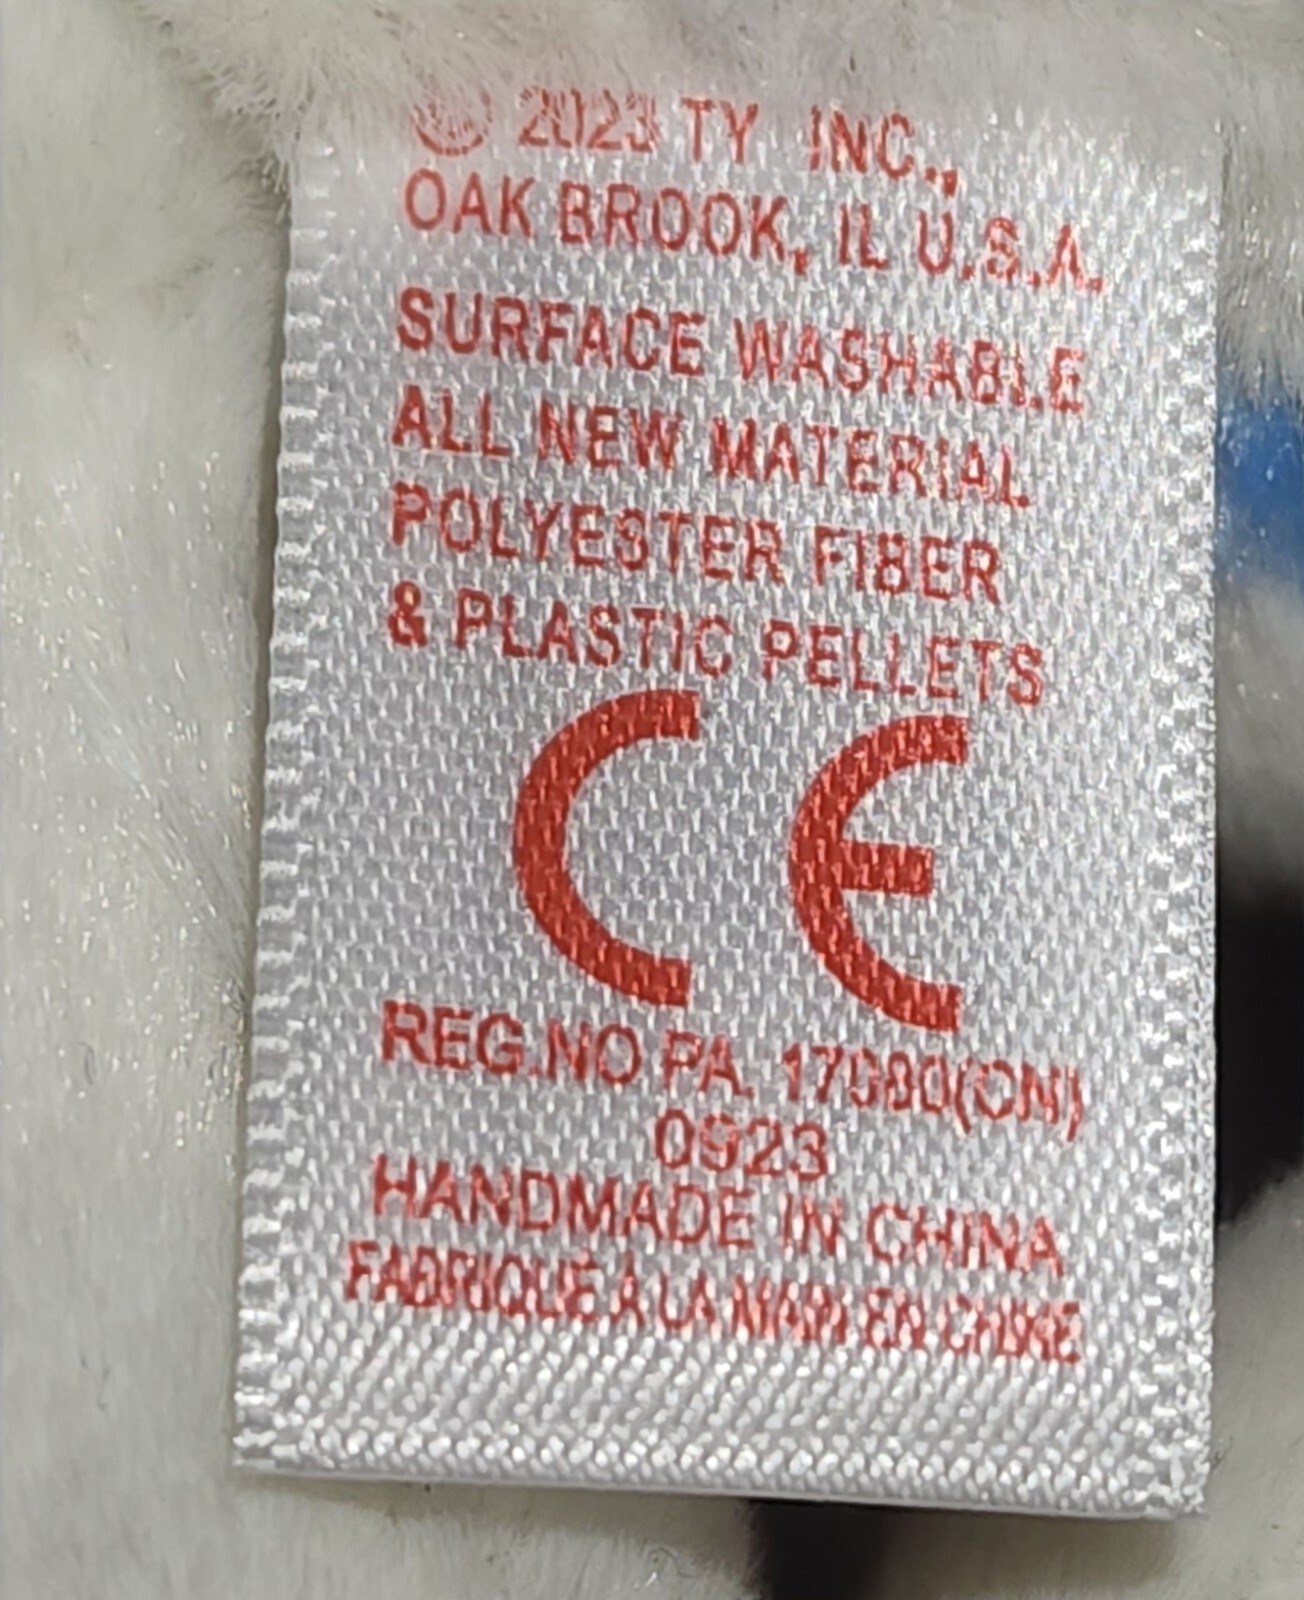 © 2023 TY INC.,
OAK BROOK, IL U.S.A.
SURFACE WASHABLE
ALL NEW MATERIAL
POLYESTER FIBER
& PLASTIC PELLETS
CE
REG.NO PA. 17080(CN)
0923
HANDMADE IN CHINA
FABRIQUÉ À LA MAIN EN CHINE